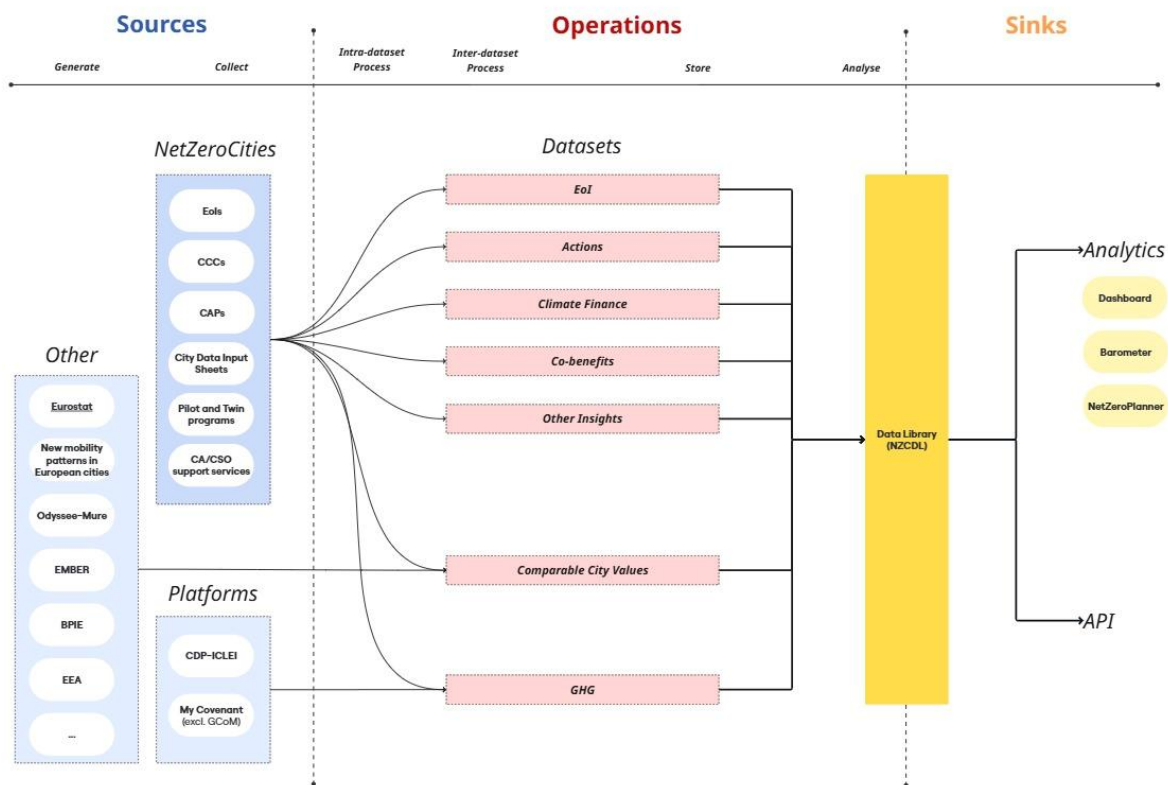 Sources
Operations
Sinks
Generate
Collect
Intra-dataset
Process
Inter-dataset
Process
Store
Analyse
NetZeroCities
EoIs
CCCs
CAPs
City Data Input
Sheets
Pilot and Twin
programs
CA/CSO
support services
Other
Eurostat
New mobility
patterns in
European cities
Odyssee-Mure
EMBER
BPIE
EEA
...
Platforms
CDP-ICLEI
My Covenant
(excl. GCoM)
Datasets
EoI
Actions
Climate Finance
Co-benefits
Other Insights
Comparable City Values
GHG
Data Library
(NZCDL)
Analytics
Dashboard
Barometer
NetZeroPlanner
API